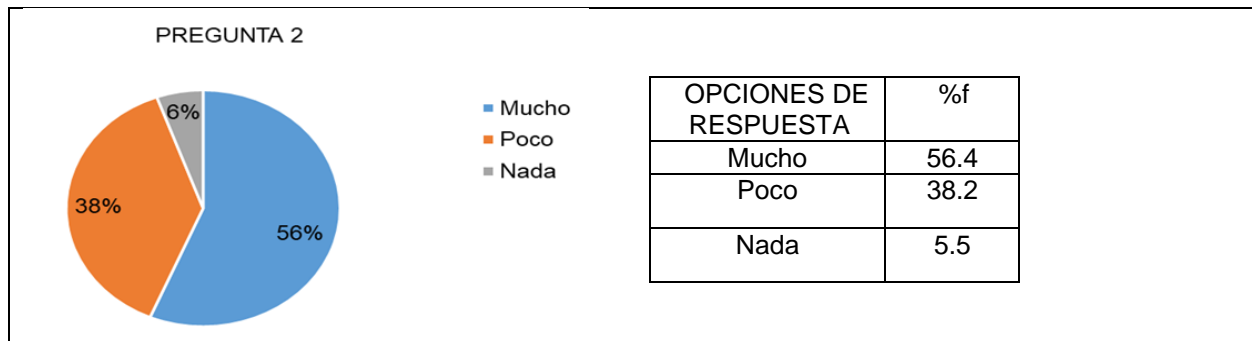 PREGUNTA 2
6%
38%
56%
Mucho
Poco
Nada
OPCIONES DE %f
RESPUESTA
Mucho 56.4
Poco 38.2
Nada 5.5